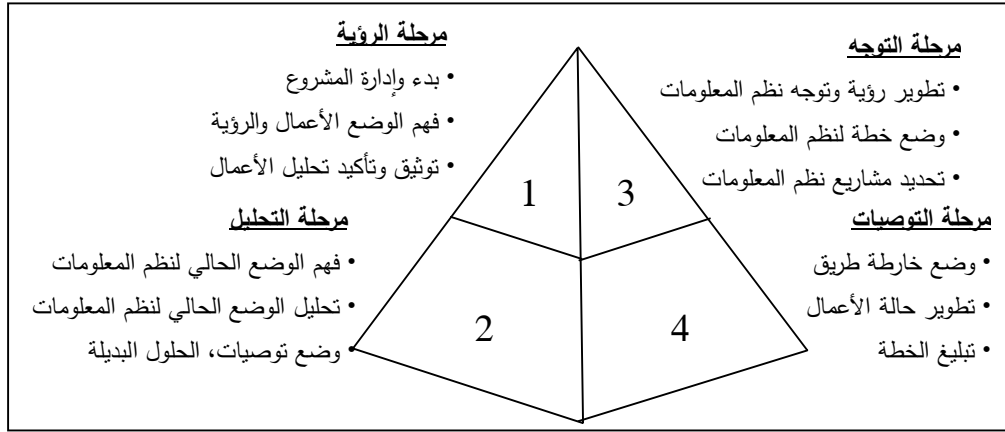 مرحلة الرؤية
• بدء وإدارة المشروع
• فهم الوضع الأعمال والرؤية
• توثيق وتأكيد تحليل الأعمال
1
مرحلة التحليل
• فهم الوضع الحالي لنظم المعلومات
• تحليل الوضع الحالي لنظم المعلومات
• وضع توصيات، الحلول البديلة
2
مرحلة التوجه
• تطوير رؤية وتوجه نظم المعلومات
• وضع خطة لنظم المعلومات
• تحديد مشاريع نظم المعلومات
3
مرحلة التوصيات
• وضع خارطة طريق
• تطوير حالة الأعمال
• تبليغ الخطة
4